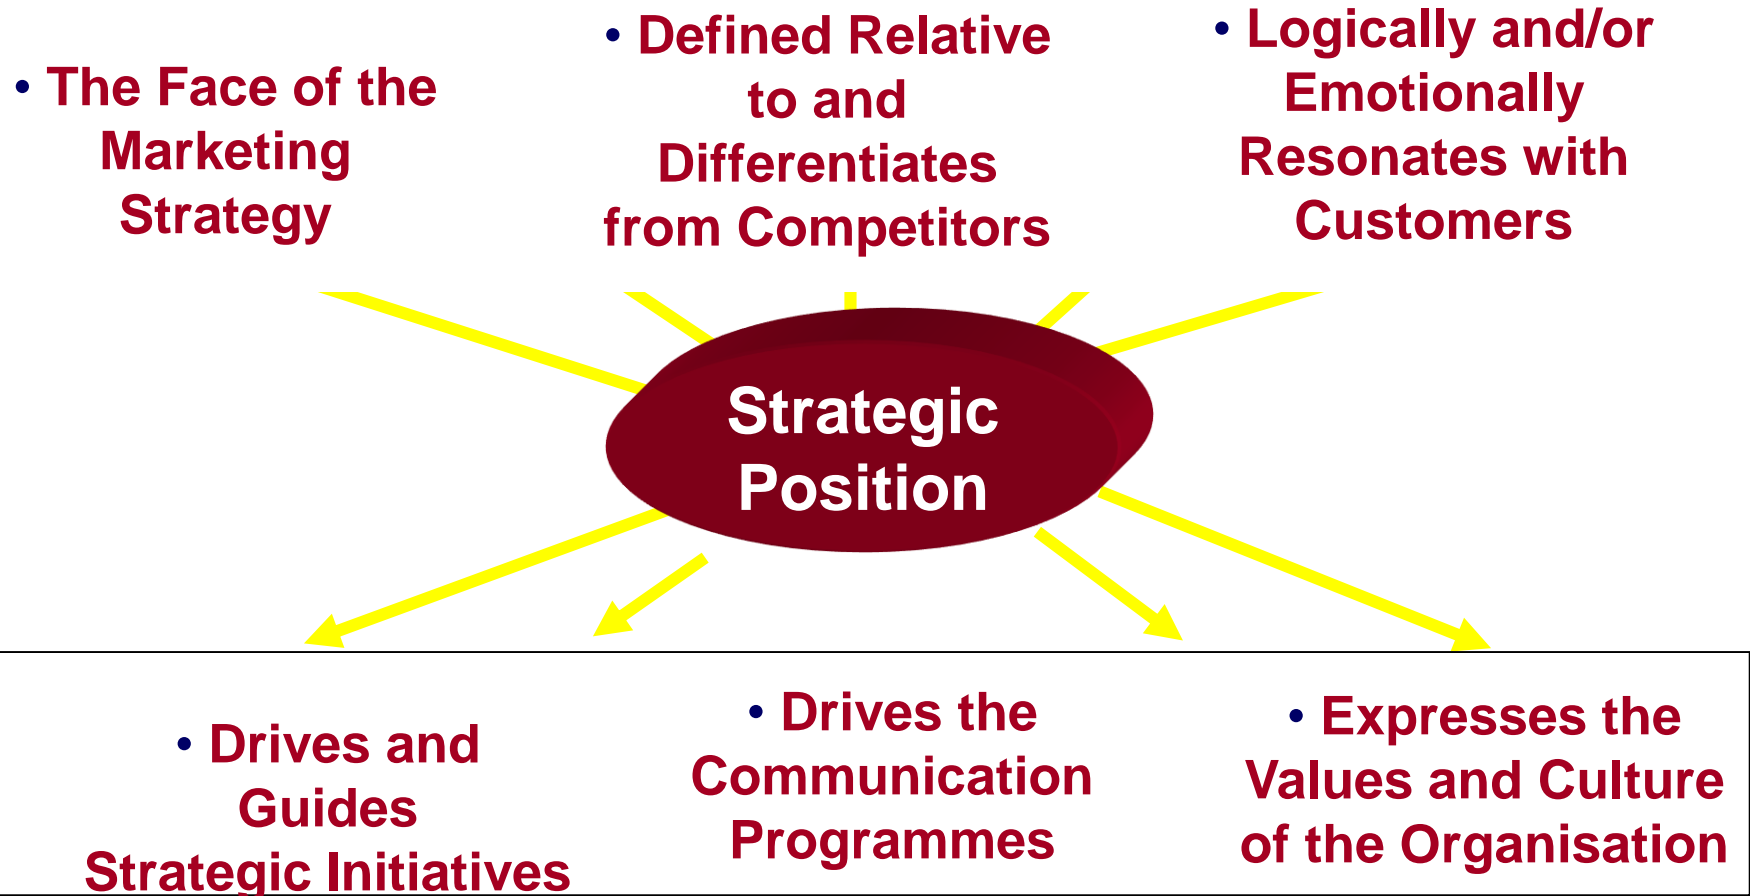 • The Face of the
Marketing
Strategy
• Defined Relative
to and
Differentiates
from Competitors
• Logically and/or
Emotionally
Resonates with
Customers
Strategic
Position
• Drives and
Guides
Strategic Initiatives
• Drives the
Communication
Programmes
• Expresses the
Values and Culture
of the Organisation